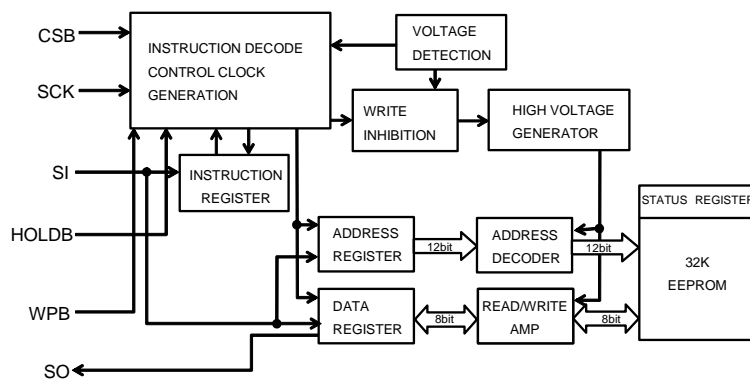 CSB
SCK
SI
HOLDB
WPB
SO
INSTRUCTION DECODE
CONTROL CLOCK
GENERATION
VOLTAGE
DETECTION
WRITE
INHIBITION
HIGH VOLTAGE
GENERATOR
INSTRUCTION
REGISTER
ADDRESS
REGISTER
12bit
ADDRESS
DECODER
12bit
DATA
REGISTER
8bit
READ/WRITE
AMP
8bit
STATUS REGISTER
32K
EEPROM